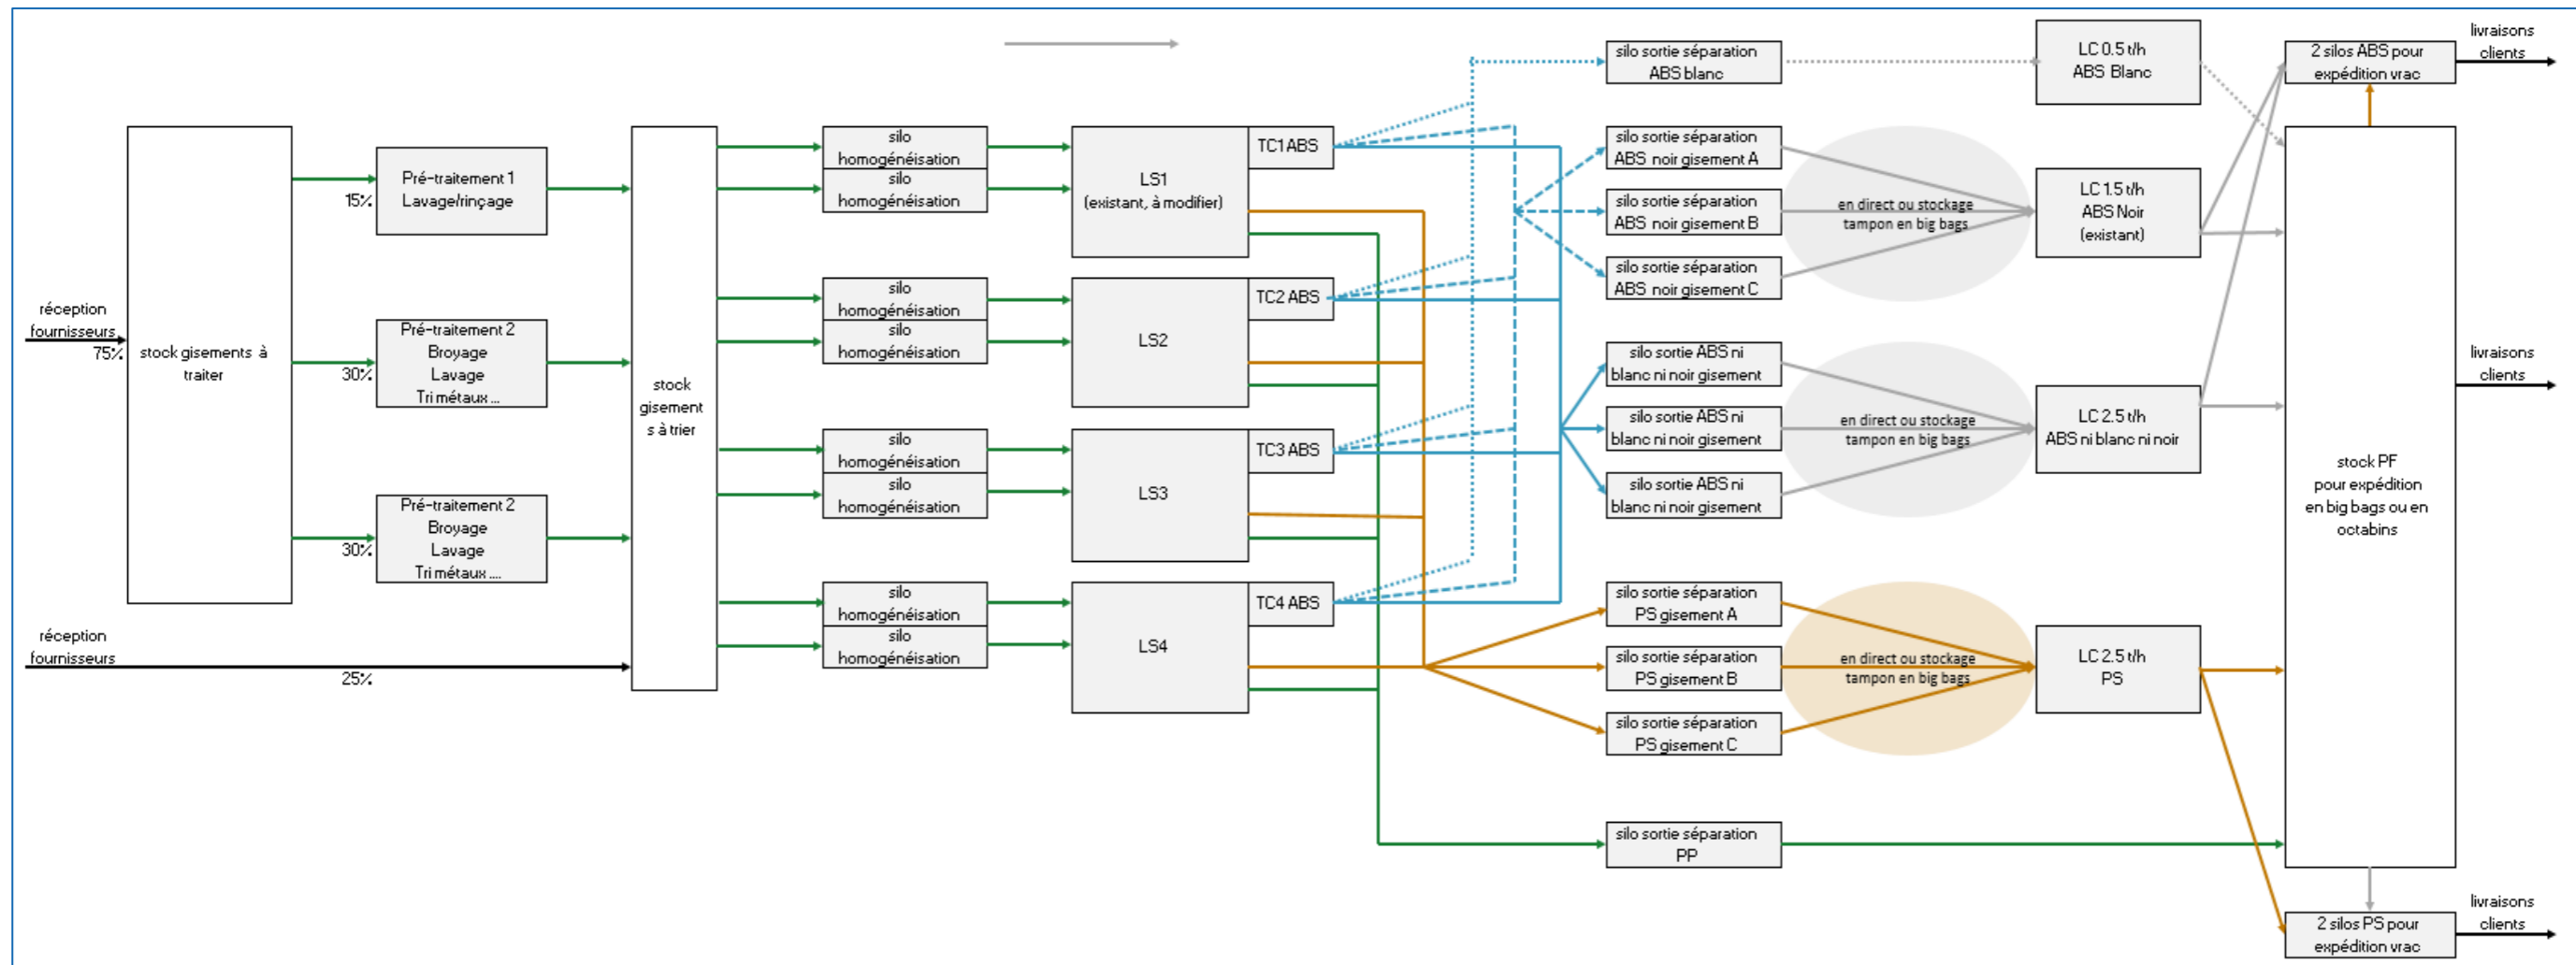 réception
fournisseurs
75%
stock gisements à
traiter
15%
Pré-traitement 1
Lavage/rinçage
30%
Pré-traitement 2
Broyage
Lavage
Tri métaux ...
30%
Pré-traitement 2
Broyage
Lavage
Tri métaux ....
réception
fournisseurs
25%
stock
gisement
s à trier
silo
homogénéisation
silo
homogénéisation
silo
homogénéisation
silo
homogénéisation
silo
homogénéisation
silo
homogénéisation
silo
homogénéisation
silo
homogénéisation
LS1
(existant, à modifier)
TC1 ABS
LS2
TC2 ABS
LS3
TC3 ABS
LS4
TC4 ABS
silo sortie séparation
ABS blanc
silo sortie séparation
ABS noir gisement A
silo sortie séparation
ABS noir gisement B
silo sortie séparation
ABS noir gisement C
silo sortie ABS ni
blanc ni noir gisement
silo sortie ABS ni
blanc ni noir gisement
silo sortie ABS ni
blanc ni noir gisement
silo sortie séparation
PS gisement A
silo sortie séparation
PS gisement B
silo sortie séparation
PS gisement C
silo sortie séparation
PP
en direct ou stockage
tampon en big bags
en direct ou stockage
tampon en big bags
en direct ou stockage
tampon en big bags
LC 0.5 t/h
ABS Blanc
LC 1.5 t/h
ABS Noir
(existant)
LC 2.5 t/h
ABS ni blanc ni noir
LC 2.5 t/h
PS
2 silos ABS pour
expédition vrac
stock PF
pour expédition
en big bags ou en
octabins
2 silos PS pour
expédition vrac
livraisons
clients
livraisons
clients
livraisons
clients